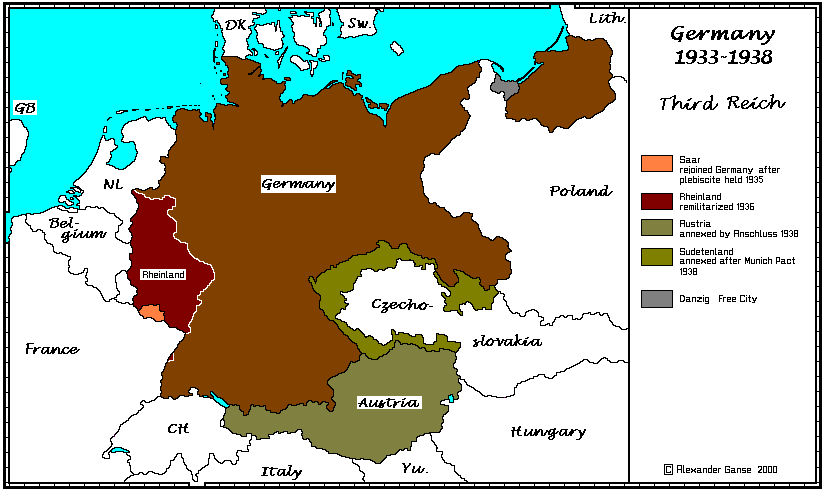 DK
Sw.
Lith.
GB
NL
Germany
Poland
Bel-
gium
Rheinland
Czecho-
slovakia
France
Austria
CH
Hungary
Italy
Yu.
Germany
1933-1938
Third Reich
Saar
rejoined Germany after
plebiscite held 1935
Rheinland
remilitarized 1936
Austria
annexed by Anschluss 1938
Sudetenland
annexed after Munich Pact
1938
Danzig Free City
© Alexander Ganse 2000